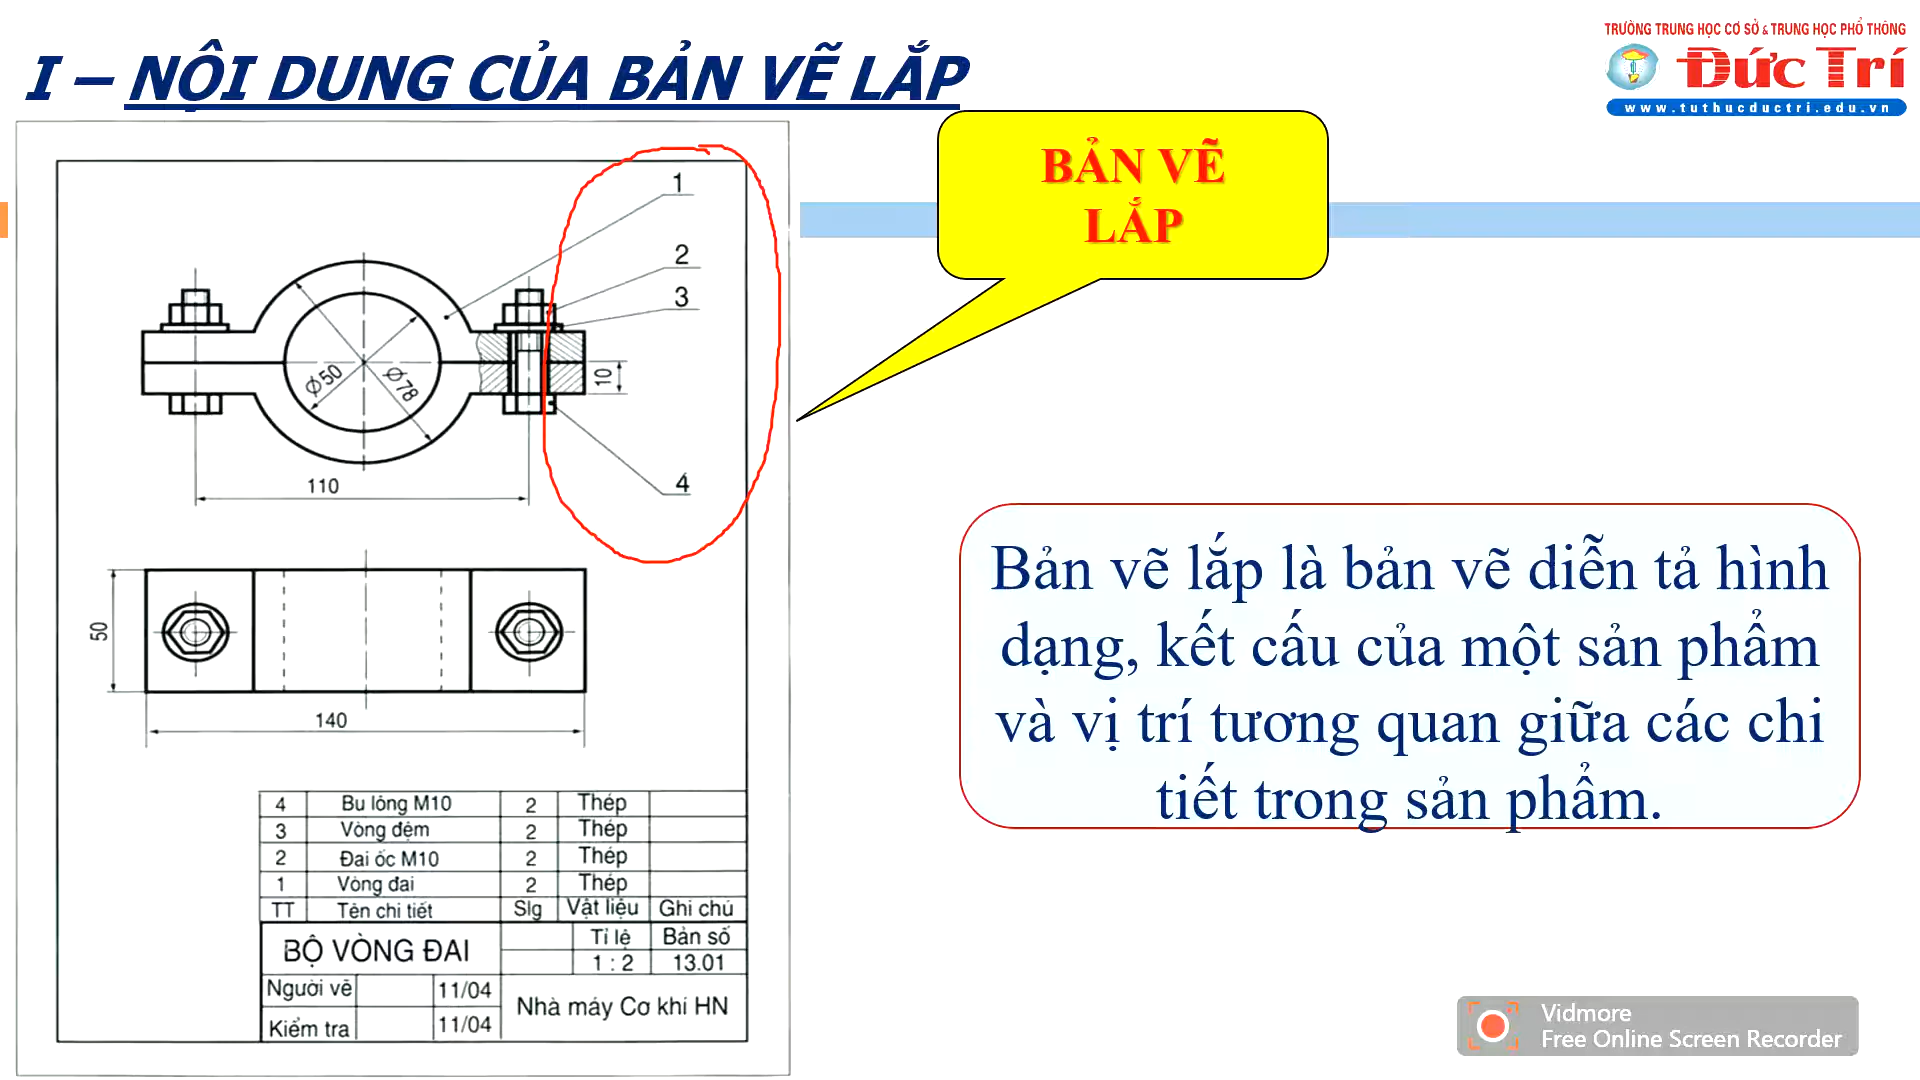 I – NỘI DUNG CỦA BẢN VẼ LẮP
TRƯỜNG TRUNG HỌC CƠ SỞ & TRUNG HỌC PHỔ THÔNG
Đức Trí
www.tuthucductri.edu.vn
BẢN VẼ
LẮP
1
2
3
4
Ø50
Ø78
10
110
50
140
4 Bu lông M10 2 Thép
3 Vòng đệm 2 Thép
2 Đai ốc M10 2 Thép
1 Vòng đai 2 Thép
TT Tên chi tiết Slg Vật liệu Ghi chú
BỘ VÒNG ĐAI Tỉ lệ Bản số
1 : 2 13.01
Người vẽ 11/04 Nhà máy Cơ khí HN
Kiểm tra 11/04
Bản vẽ lắp là bản vẽ diễn tả hình
dạng, kết cấu của một sản phẩm
và vị trí tương quan giữa các chi
tiết trong sản phẩm.
Vidmore
Free Online Screen Recorder